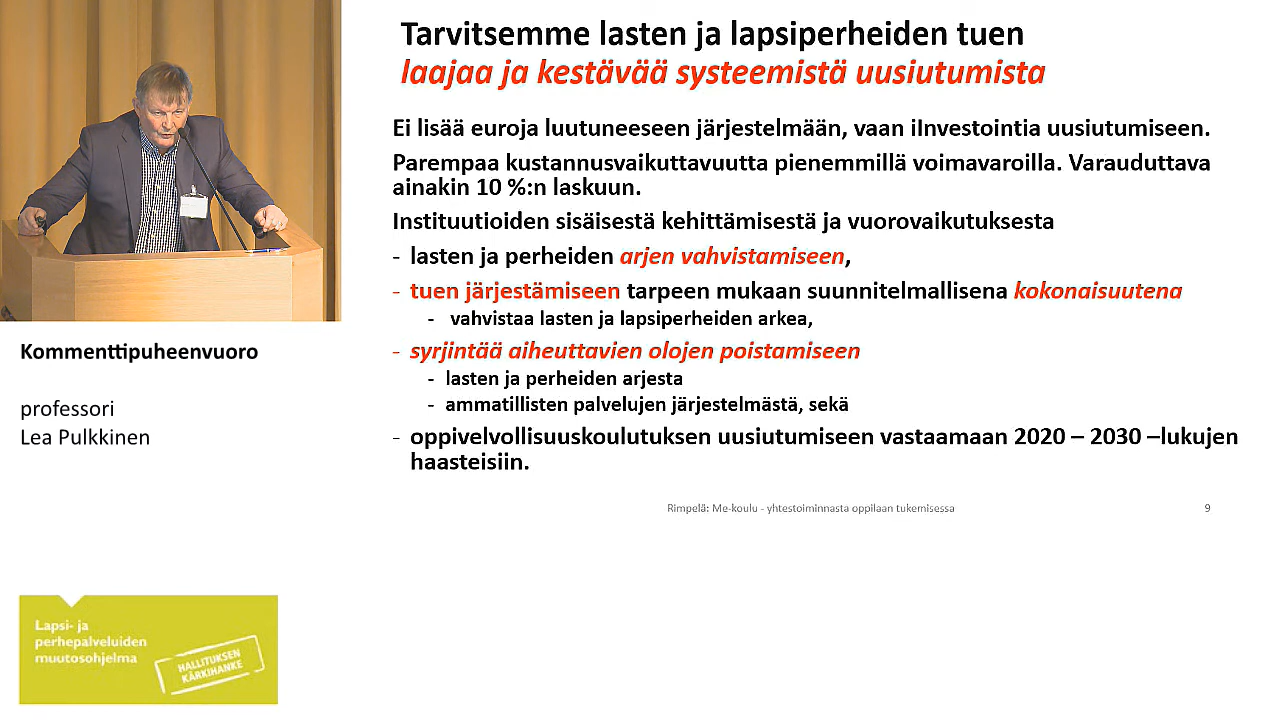 Tarvitsemme lasten ja lapsiperheiden tuen
laajaa ja kestävää systeemistä uusiutumista
Ei lisää euroja luutuneeseen järjestelmään, vaan iInvestointia uusiutumiseen.
Parempaa kustannusvaikuttavuutta pienemmillä voimavaroilla. Varauduttava
ainakin 10 %:n laskuun.
Instituutioiden sisäisestä kehittämisestä ja vuorovaikutuksesta
- lasten ja perheiden arjen vahvistamiseen,
- tuen järjestämiseen tarpeen mukaan suunnitelmallisena kokonaisuutena
- vahvistaa lasten ja lapsiperheiden arkea,
- syrjintää aiheuttavien olojen poistamiseen
- lasten ja perheiden arjesta
- ammatillisten palvelujen järjestelmästä, sekä
- oppivelvollisuuskoulutuksen uusiutumiseen vastaamaan 2020 – 2030 –lukujen
haasteisiin.
Rimpelä: Me-koulu - yhtestoiminnasta oppilaan tukemisessa
9
Kommenttipuheenvuoro
professori
Lea Pulkkinen
Lapsi- ja
perhepalveluiden
muutosohjelma
HALLITUKSEN
KÄRKIHANKE